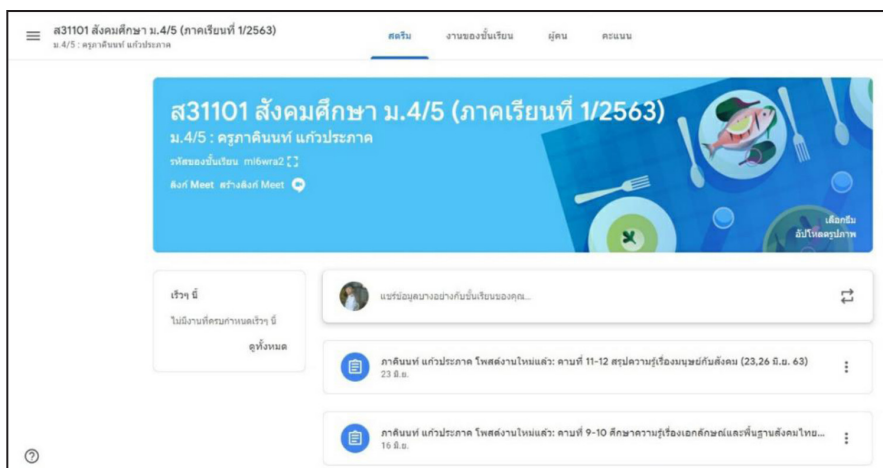 ส31101 สังคมศึกษา ม.4/5 (ภาคเรียนที่ 1/2563)
ม.4/5 : ครูภาคินนท์ แก้วประภาค
สตรีม งานของชั้นเรียน ผู้คน คะแนน
ส31101 สังคมศึกษา ม.4/5 (ภาคเรียนที่ 1/2563)
ม.4/5 : ครูภาคินนท์ แก้วประภาค
รหัสของชั้นเรียน ml6wra2
ลิงก์ Meet สร้างลิงก์ Meet
เลือกธีม
อัปโหลดรูปภาพ
เร็วๆ นี้
ไม่มีงานที่ครบกำหนดเร็วๆ นี้
ดูทั้งหมด
แชร์ข้อมูลบางอย่างกับชั้นเรียนของคุณ...
ภาคินนท์ แก้วประภาค โพสต์งานใหม่แล้ว: คาบที่ 11-12 สรุปความรู้เรื่องมนุษย์กับสังคม (23,26 มิ.ย. 63)
23 มิ.ย.
ภาคินนท์ แก้วประภาค โพสต์งานใหม่แล้ว: คาบที่ 9-10 ศึกษาความรู้เรื่องเอกลักษณ์และพื้นฐานสังคมไทย...
16 มิ.ย.